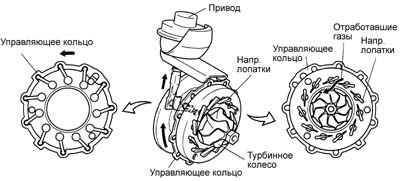 Привод
Управляющее кольцо
Напр.
лопатки
Турбинное
колесо
Управляющее кольцо
Отработавшие
газы
Управляющее
кольцо
Напр.
лопатки